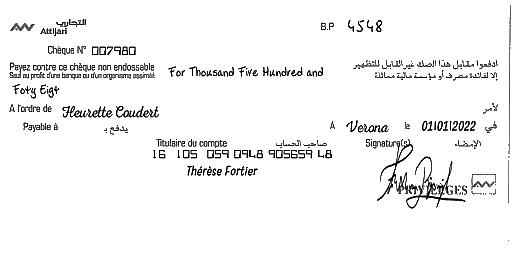 التجاري
Attijari
B.P 4548
Chèque N° 007980
Payez contre ce chèque non endossable
Sauf au profit d'une banque ou d'un organisme assimilé
For Thousand Five Hundred and
ادفعوا مقابل هذا الصك غير القابل للتظهير
إلا لفائدة مصرف أو مؤسسة مالية مماثلة
Foty Eigt
A l'ordre de Heurette Coudert
لأمر
Payable à يدفع بـ
A Verona le 01|01|2022 في
Titulaire du compte صاحب الحساب
Signature(s) الإمضاء
16 105 059 0948 905659 48
Thérèse Fortier
PRIVILEGES